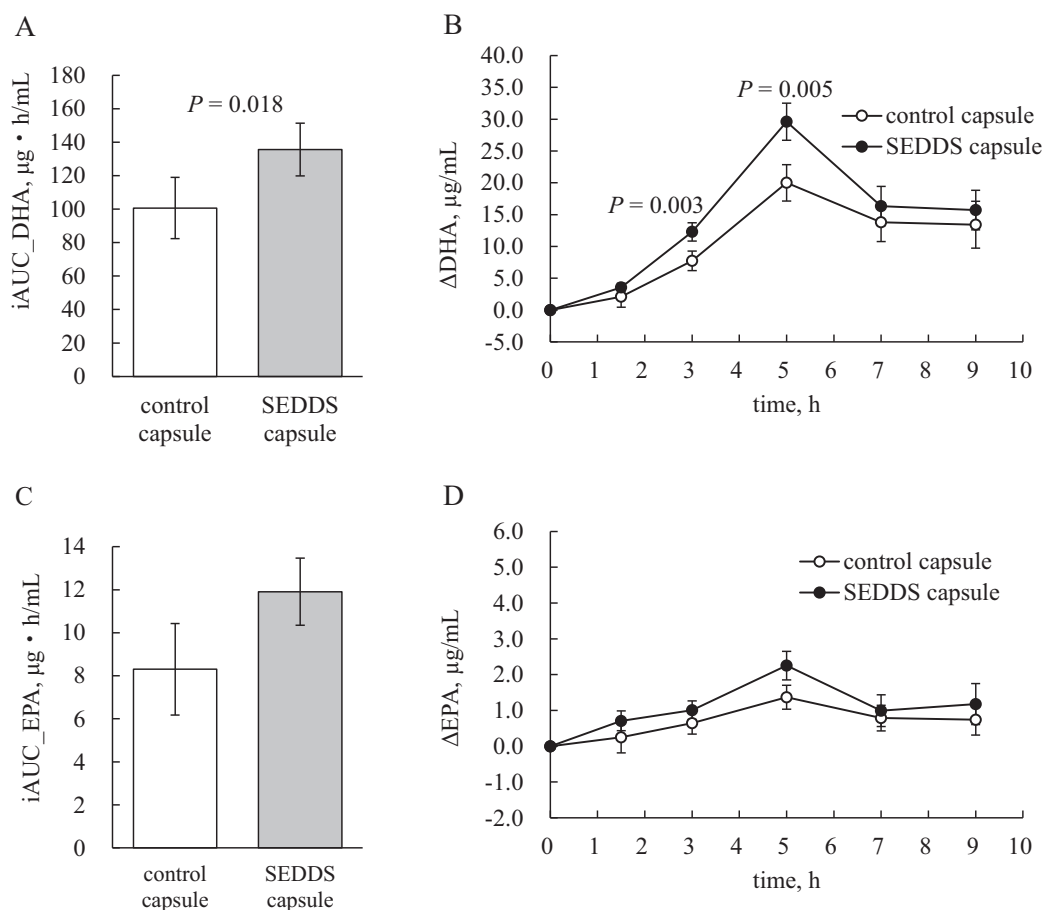 A
iAUC_DHA, µg・h/mL
180
160
140
120
100
80
60
40
20
0
P = 0.018
control
capsule
SEDDS
capsule
B
ΔDHA, µg/mL
40.0
35.0
30.0
25.0
20.0
15.0
10.0
5.0
0.0
-5.0
P = 0.005
P = 0.003
control capsule
SEDDS capsule
0 1 2 3 4 5 6 7 8 9 10
time, h
C
iAUC_EPA, µg・h/mL
14
12
10
8
6
4
2
0
control
capsule
SEDDS
capsule
D
ΔEPA, µg/mL
6.0
5.0
4.0
3.0
2.0
1.0
0.0
-1.0
-2.0
control capsule
SEDDS capsule
0 1 2 3 4 5 6 7 8 9 10
time, h